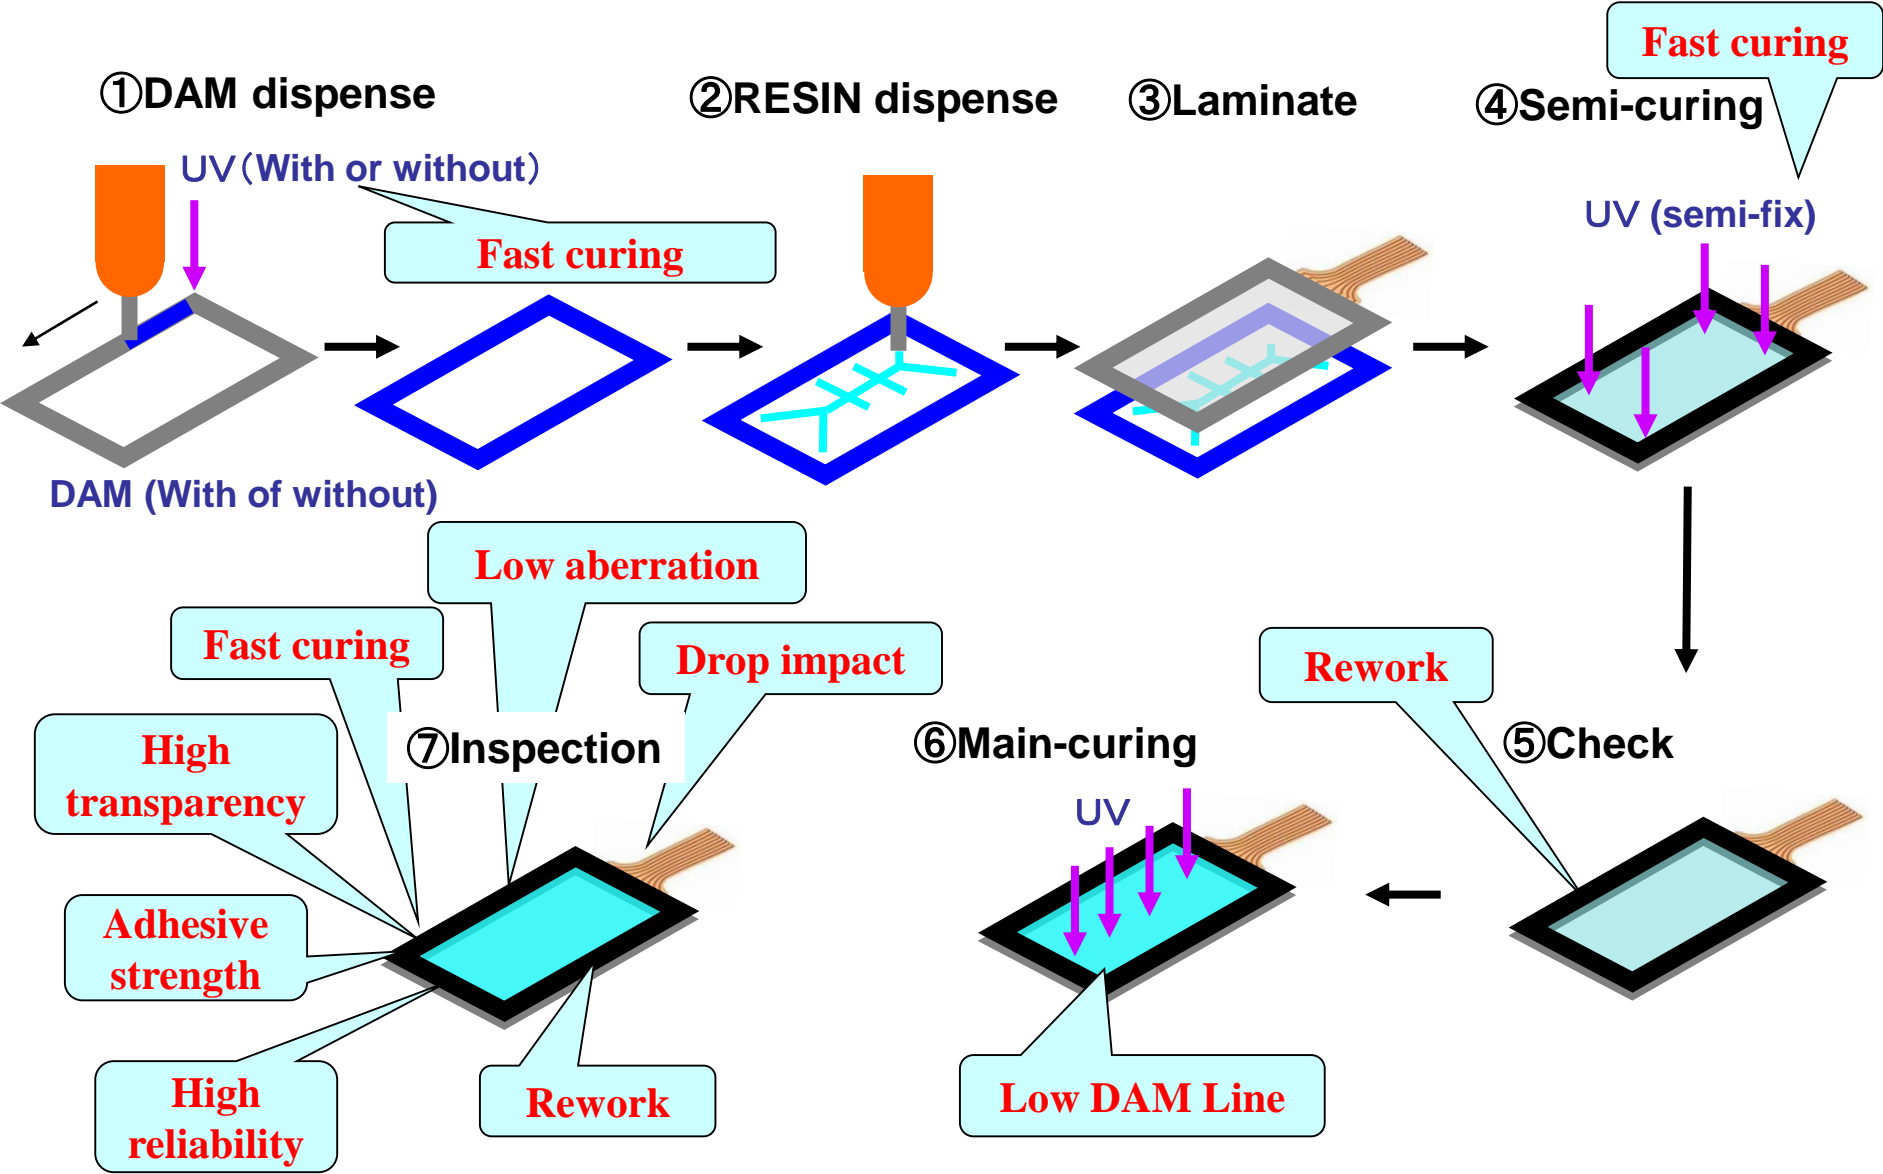 Fast curing
①DAM dispense
②RESIN dispense
③Laminate
④Semi-curing
UV(With or without)
Fast curing
UV (semi-fix)
DAM (With of without)
Low aberration
Fast curing
Drop impact
Rework
High
transparency
⑦Inspection
⑥Main-curing
⑤Check
UV
Adhesive
strength
High
reliability
Rework
Low DAM Line